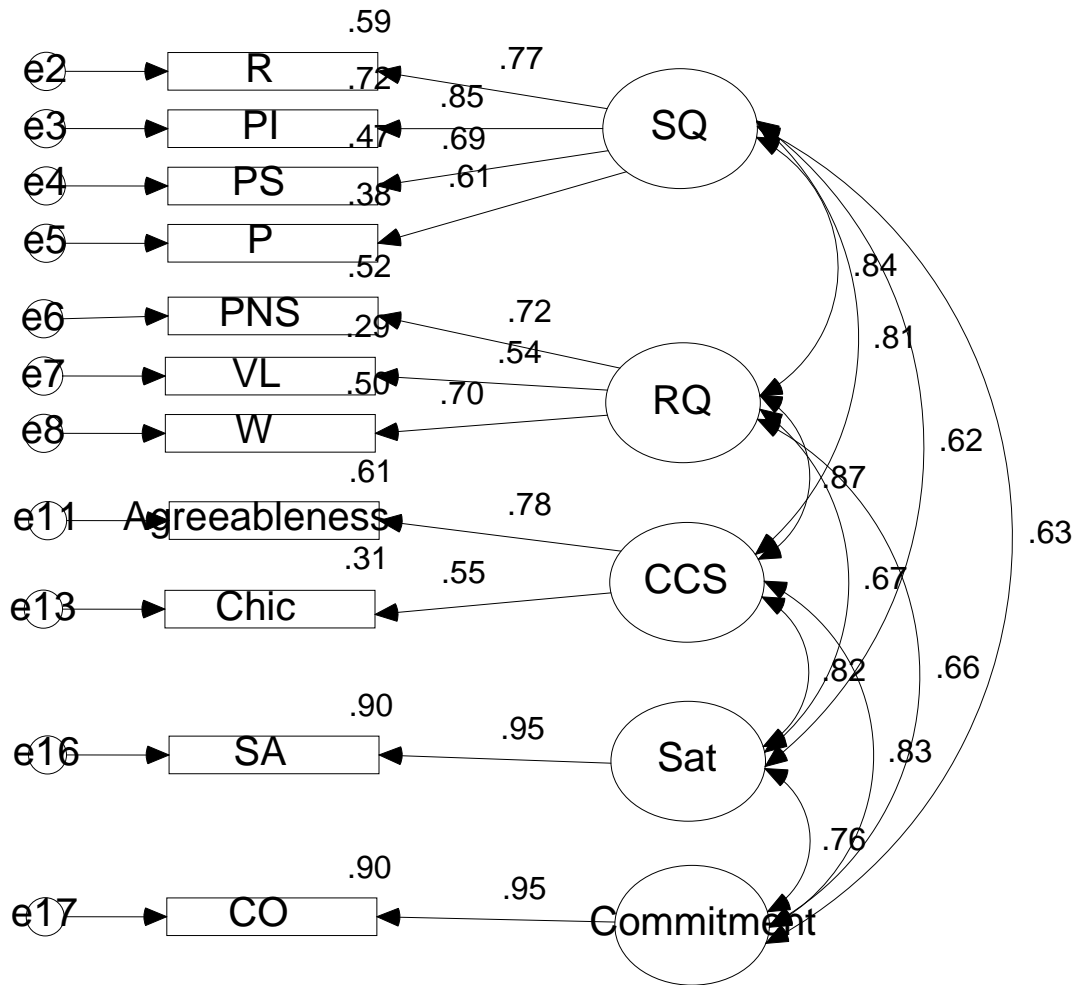 .59
e2 R .77 SQ
.72
e3 PI .85
.47
e4 PS .69
.38
e5 P .61
.84
.52
e6 PNS .72
.81
.29
e7 VL .54 RQ
.50
e8 W .70
.62
.61
.87
e11 Agreeableness .78
.63
.31
e13 Chic .55 CCS
.67
.82 .66
.90
e16 SA .95 Sat
.83
.76
.90
e17 CO .95 Commitment